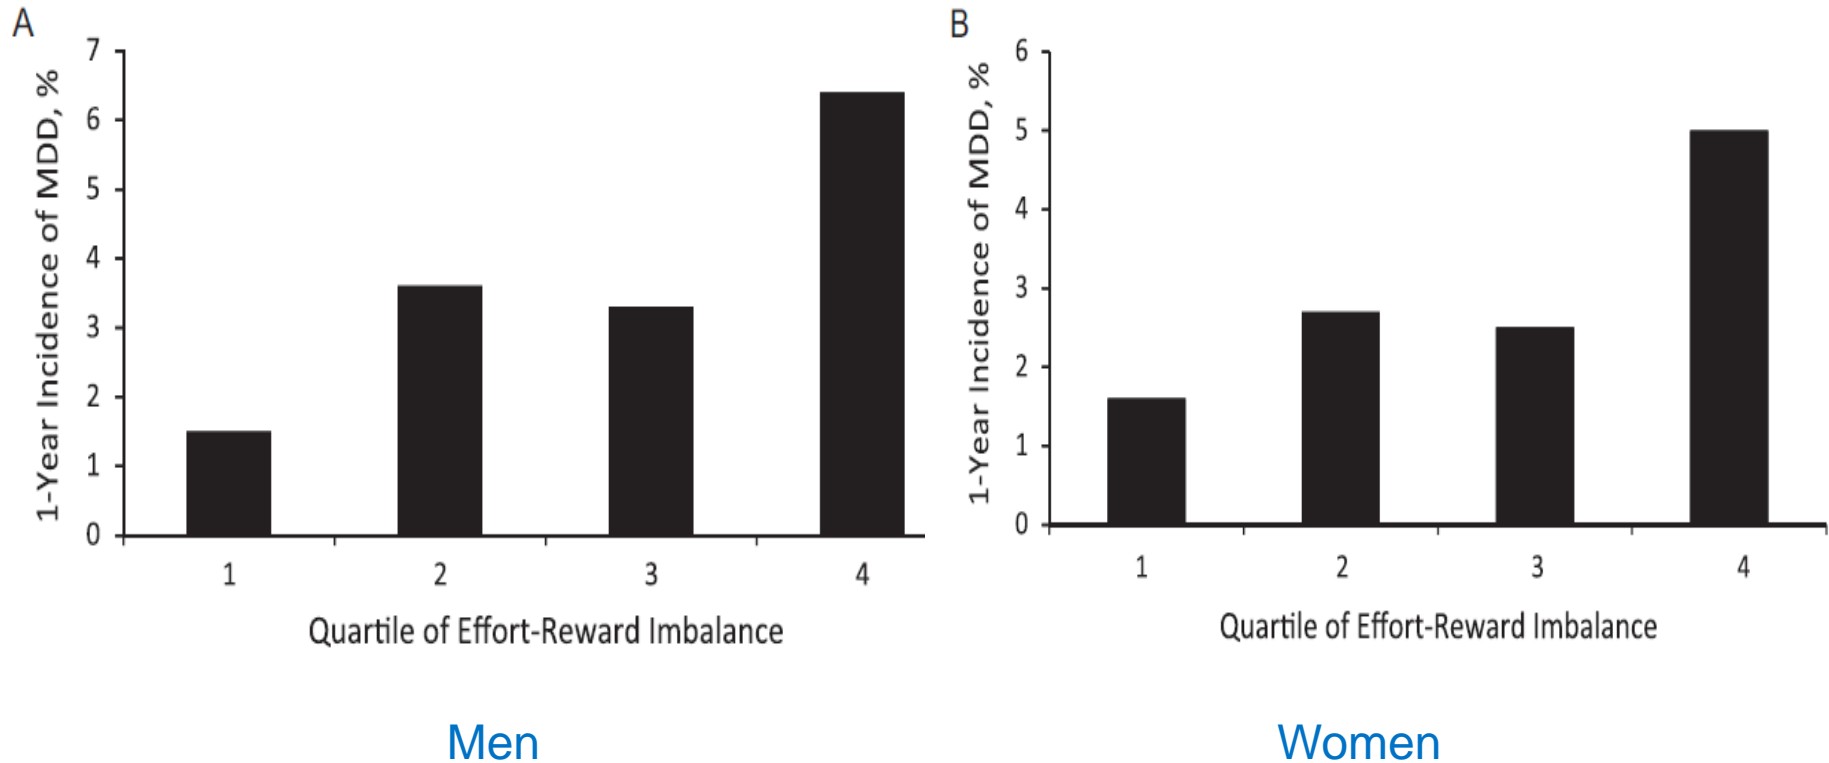 A
1-Year Incidence of MDD, %
7
6
5
4
3
2
1
0
1 2 3 4
Quartile of Effort-Reward Imbalance
Men
B
1-Year Incidence of MDD, %
6
5
4
3
2
1
0
1 2 3 4
Quartile of Effort-Reward Imbalance
Women